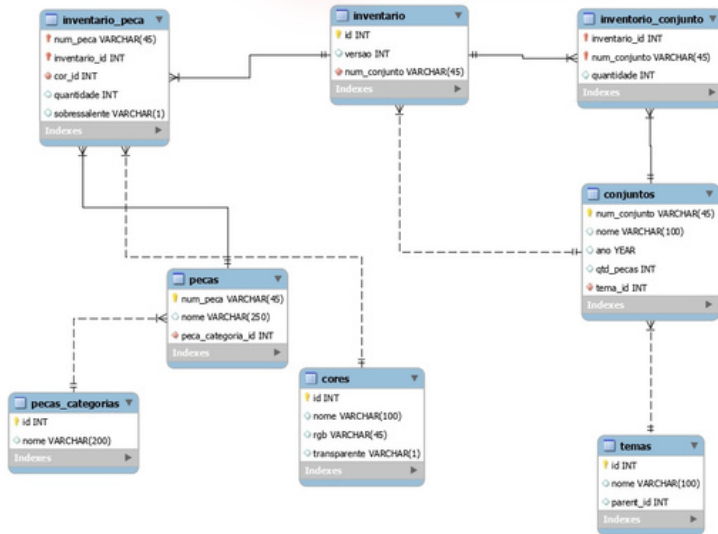 inventario_peca
num_peca VARCHAR(45)
inventario_id INT
cor_id INT
quantidade INT
sobressalente VARCHAR(1)
Indexes
inventario
id INT
versao INT
num_conjunto VARCHAR(45)
Indexes
inventorio_conjunto
inventario_id INT
num_conjunto VARCHAR(45)
quantidade INT
Indexes
conjuntos
num_conjunto VARCHAR(45)
nome VARCHAR(100)
ano YEAR
qtd_pecas INT
tema_id INT
Indexes
pecas
num_peca VARCHAR(45)
nome VARCHAR(250)
peca_categoria_id INT
Indexes
cores
id INT
nome VARCHAR(100)
rgb VARCHAR(45)
transparente VARCHAR(1)
Indexes
pecas_categorias
id INT
nome VARCHAR(200)
Indexes
temas
id INT
nome VARCHAR(100)
parent_id INT
Indexes